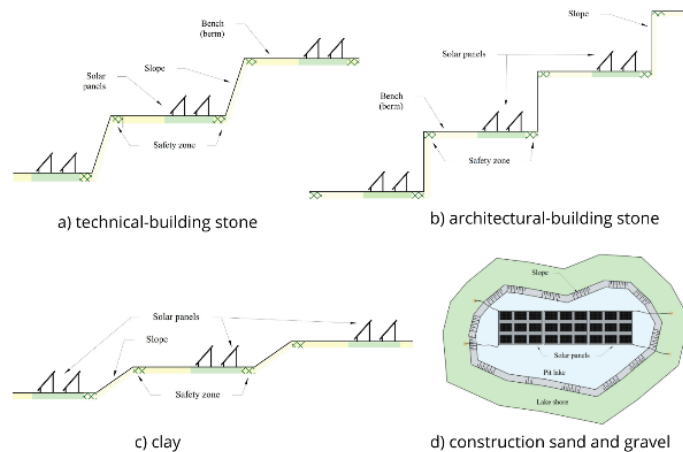 Bench
(berm)
Slope
Solar
panels
Safety zone
a) technical-building stone
Slope
Solar panels
Bench
(berm)
Safety zone
b) architectural-building stone
Solar panels
Slope
Safety zone
c) clay
Slope
Solar panels
Pit lake
Lake shore
d) construction sand and gravel